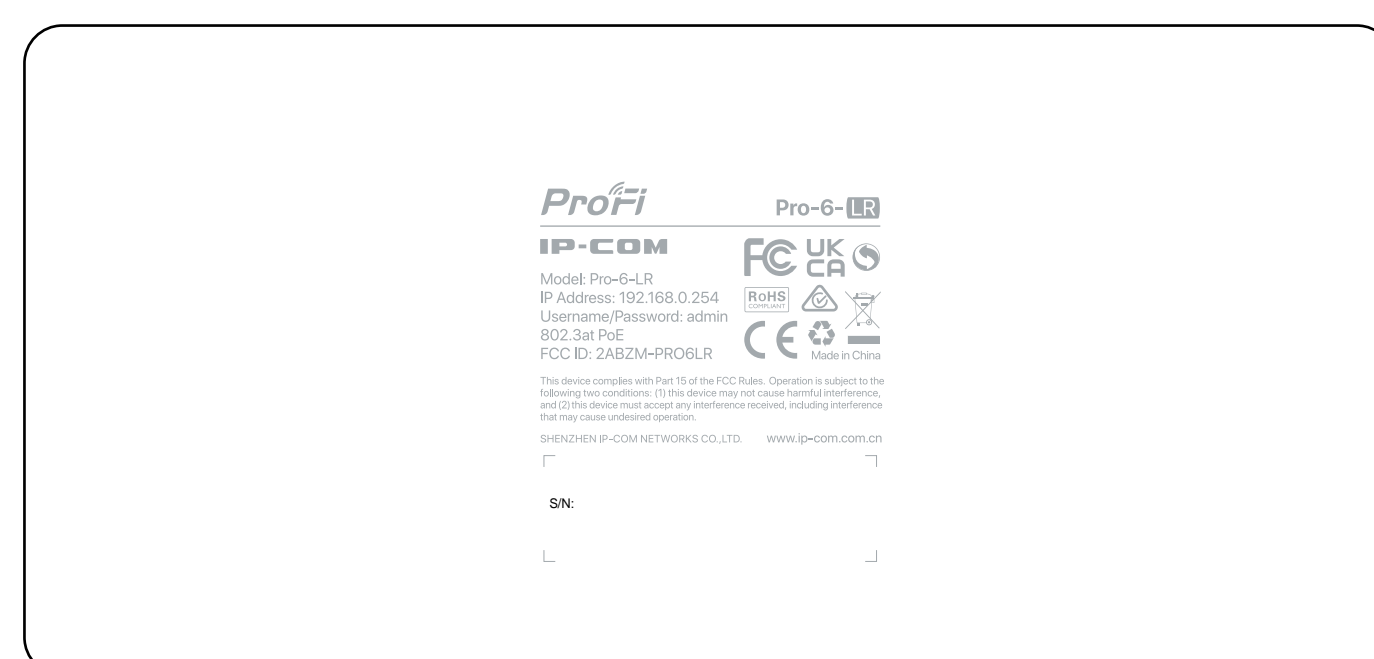 ProFi
Pro-6-LR
IP-COM
FC
UK
CA
Model: Pro-6-LR
IP Address: 192.168.0.254
RoHS
COMPLIANT
Username/Password: admin
802.3at PoE
CE
FCC ID: 2ABZM-PRO6LR
Made in China
This device complies with Part 15 of the FCC Rules. Operation is subject to the
following two conditions: (1) this device may not cause harmful interference,
and (2) this device must accept any interference received, including interference
that may cause undesired operation.
SHENZHEN IP-COM NETWORKS CO.,LTD. www.ip-com.com.cn
S/N: